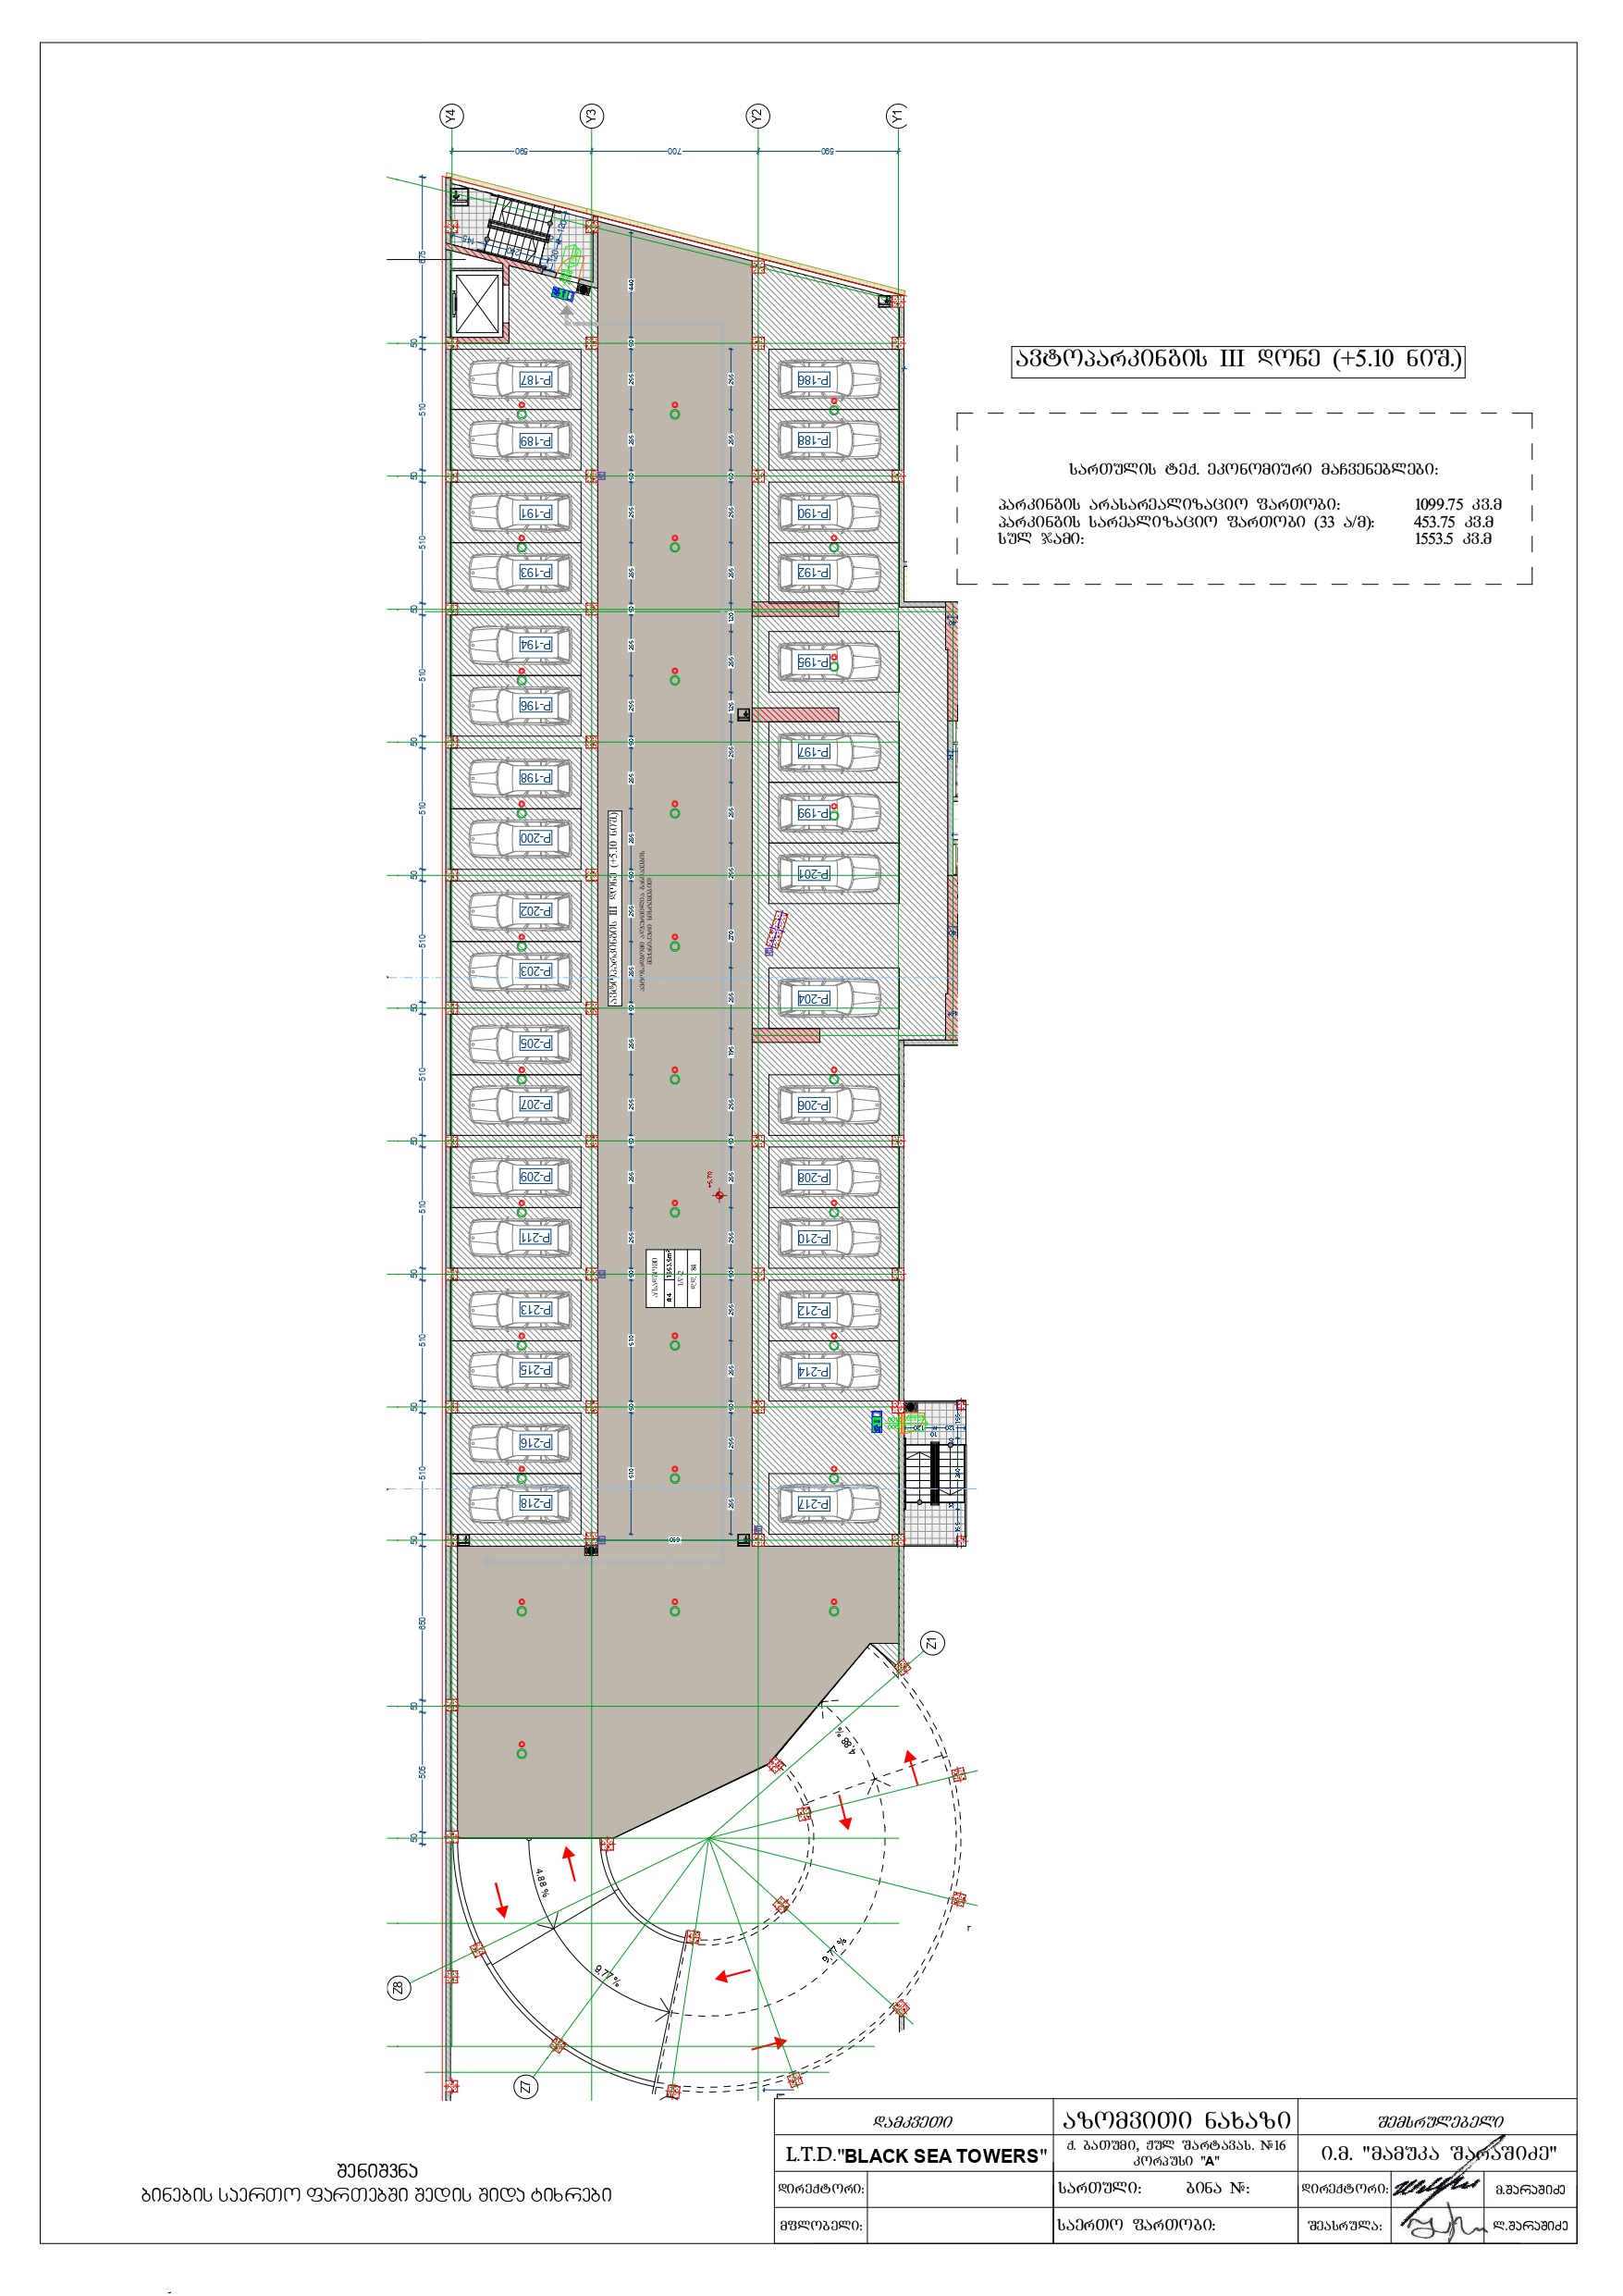 Y4
Y3
Y2
Y1
590
700
590
ავტოპარკინგის III დონე (+5.10 ნიშ.)
სართულის ტექ. ეკონომიური მაჩვენებლები:
პარკინგის არასარეალიზაციო ფართობი: 1099.75 კვ.მ
პარკინგის სარეალიზაციო ფართობი (33 ა/მ): 453.75 კვ.მ
სულ ჯამი: 1553.5 კვ.მ
P-187
P-186
P-189
P-188
P-191
P-190
P-193
P-192
P-194
P-195
P-196
P-197
P-198
P-199
P-200
P-201
P-202
P-203
P-204
P-205
P-207
P-206
P-209
P-208
P-211
P-210
P-213
P-212
P-215
P-214
P-216
P-218
P-217
ავტოპარკინგის III დონე (+5.10 ნიშ.)
Z1
4.88 %
4.88 %
9.77 %
9.77 %
Z8
Z7
შენიშვნა
ბინების საერთო ფართებში შედის შიდა ტიხრები
დამკვეთი
აზომვითი ნახაზი
შემსრულებელი
L.T.D."BLACK SEA TOWERS"
ქ. ბათუმი, ქულ შარტავას. №16
კორპუსი "A"
ი.მ. "მამუკა შარაშიძე"
დირექტორი:
სართული: ბინა №:
დირექტორი:
მ.შარაშიძე
მფლობელი:
საერთო ფართობი:
შეასრულა:
ლ.შარაშიძე